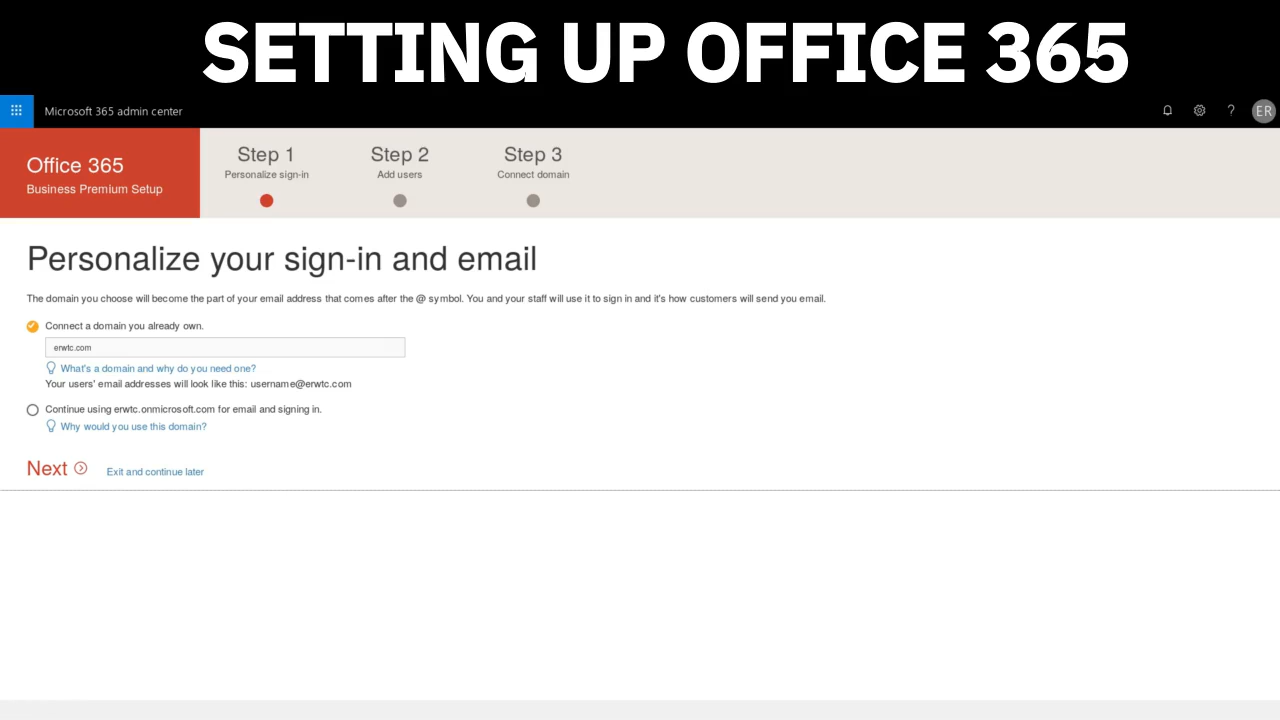 SETTING UP OFFICE 365
Microsoft 365 admin center
? ER
Office 365
Business Premium Setup
Step 1
Personalize sign-in
Step 2
Add users
Step 3
Connect domain
Personalize your sign-in and email
The domain you choose will become the part of your email address that comes after the @ symbol. You and your staff will use it to sign in and it's how customers will send you email.
Connect a domain you already own.
erwtc.com
What's a domain and why do you need one?
Your users' email addresses will look like this: username@erwtc.com
Continue using erwtc.onmicrosoft.com for email and signing in.
Why would you use this domain?
Next
Exit and continue later